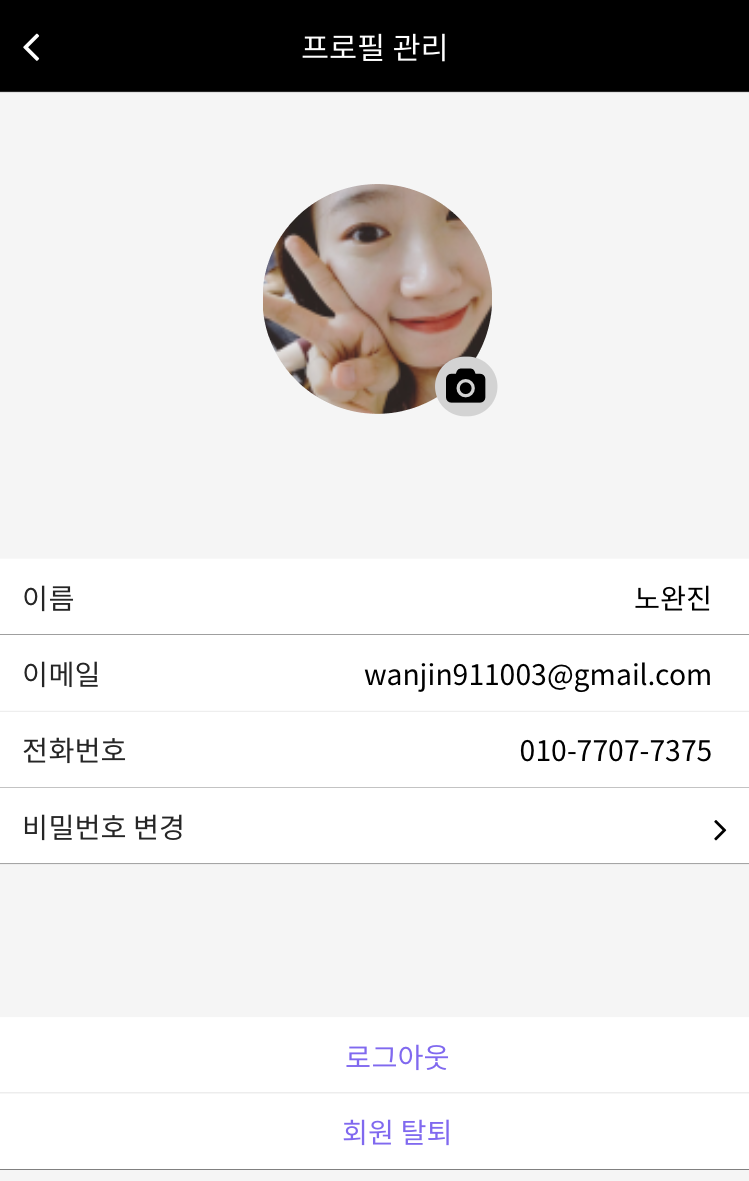 프로필 관리
이름 노완진
이메일 wanjin911003@gmail.com
전화번호 010-7707-7375
비밀번호 변경
로그아웃
회원 탈퇴